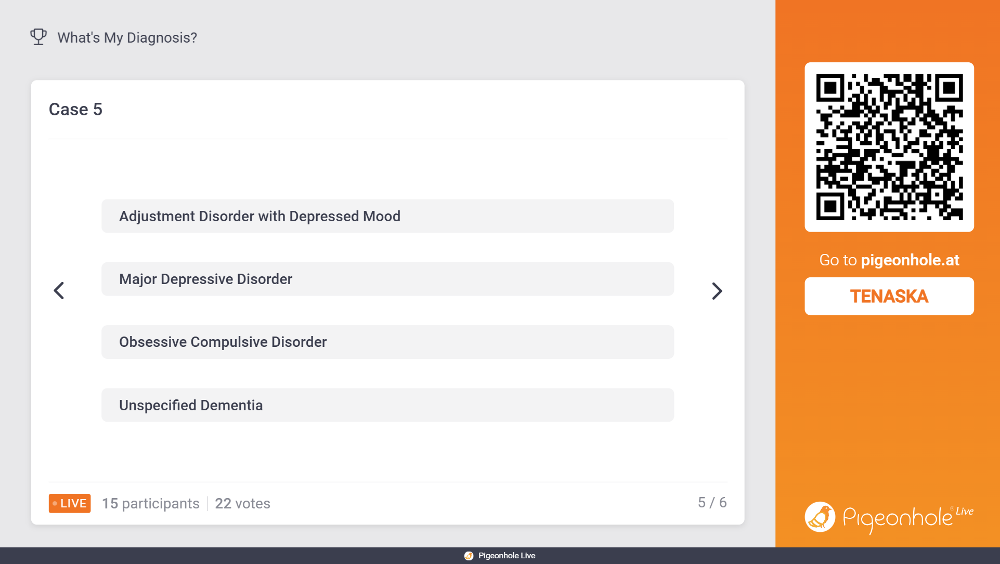 What's My Diagnosis?
Case 5
Adjustment Disorder with Depressed Mood
Major Depressive Disorder
Obsessive Compulsive Disorder
Unspecified Dementia
LIVE
15 participants | 22 votes
5 / 6
Go to pigeonhole.at
TENASKA
Pigeonhole® Live
Pigeonhole Live